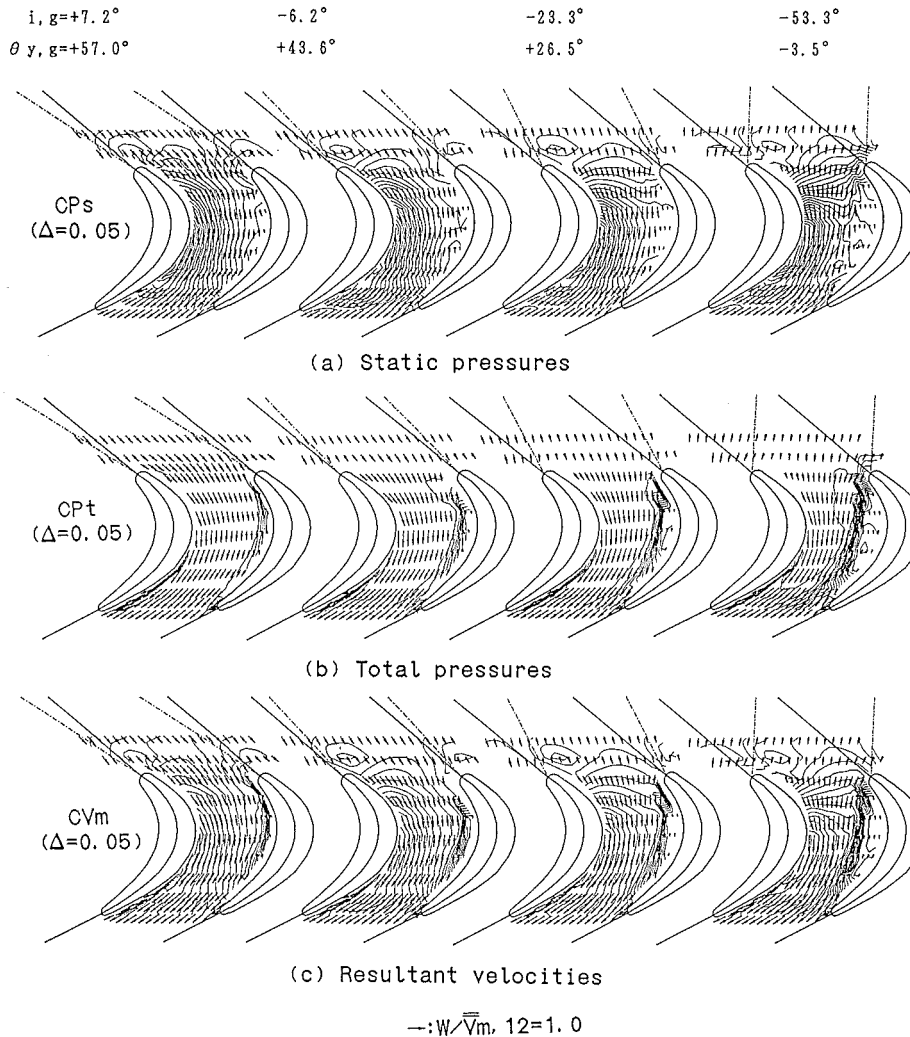 i,g=+7.2° -6.2° -23.3° -53.3°
θy,g=+57.0° +43.6° +26.5° -3.5°
CPs
(Δ=0.05)
(a) Static pressures
CPt
(Δ=0.05)
(b) Total pressures
CVm
(Δ=0.05)
(c) Resultant velocities
→:W/V̿m,12=1.0